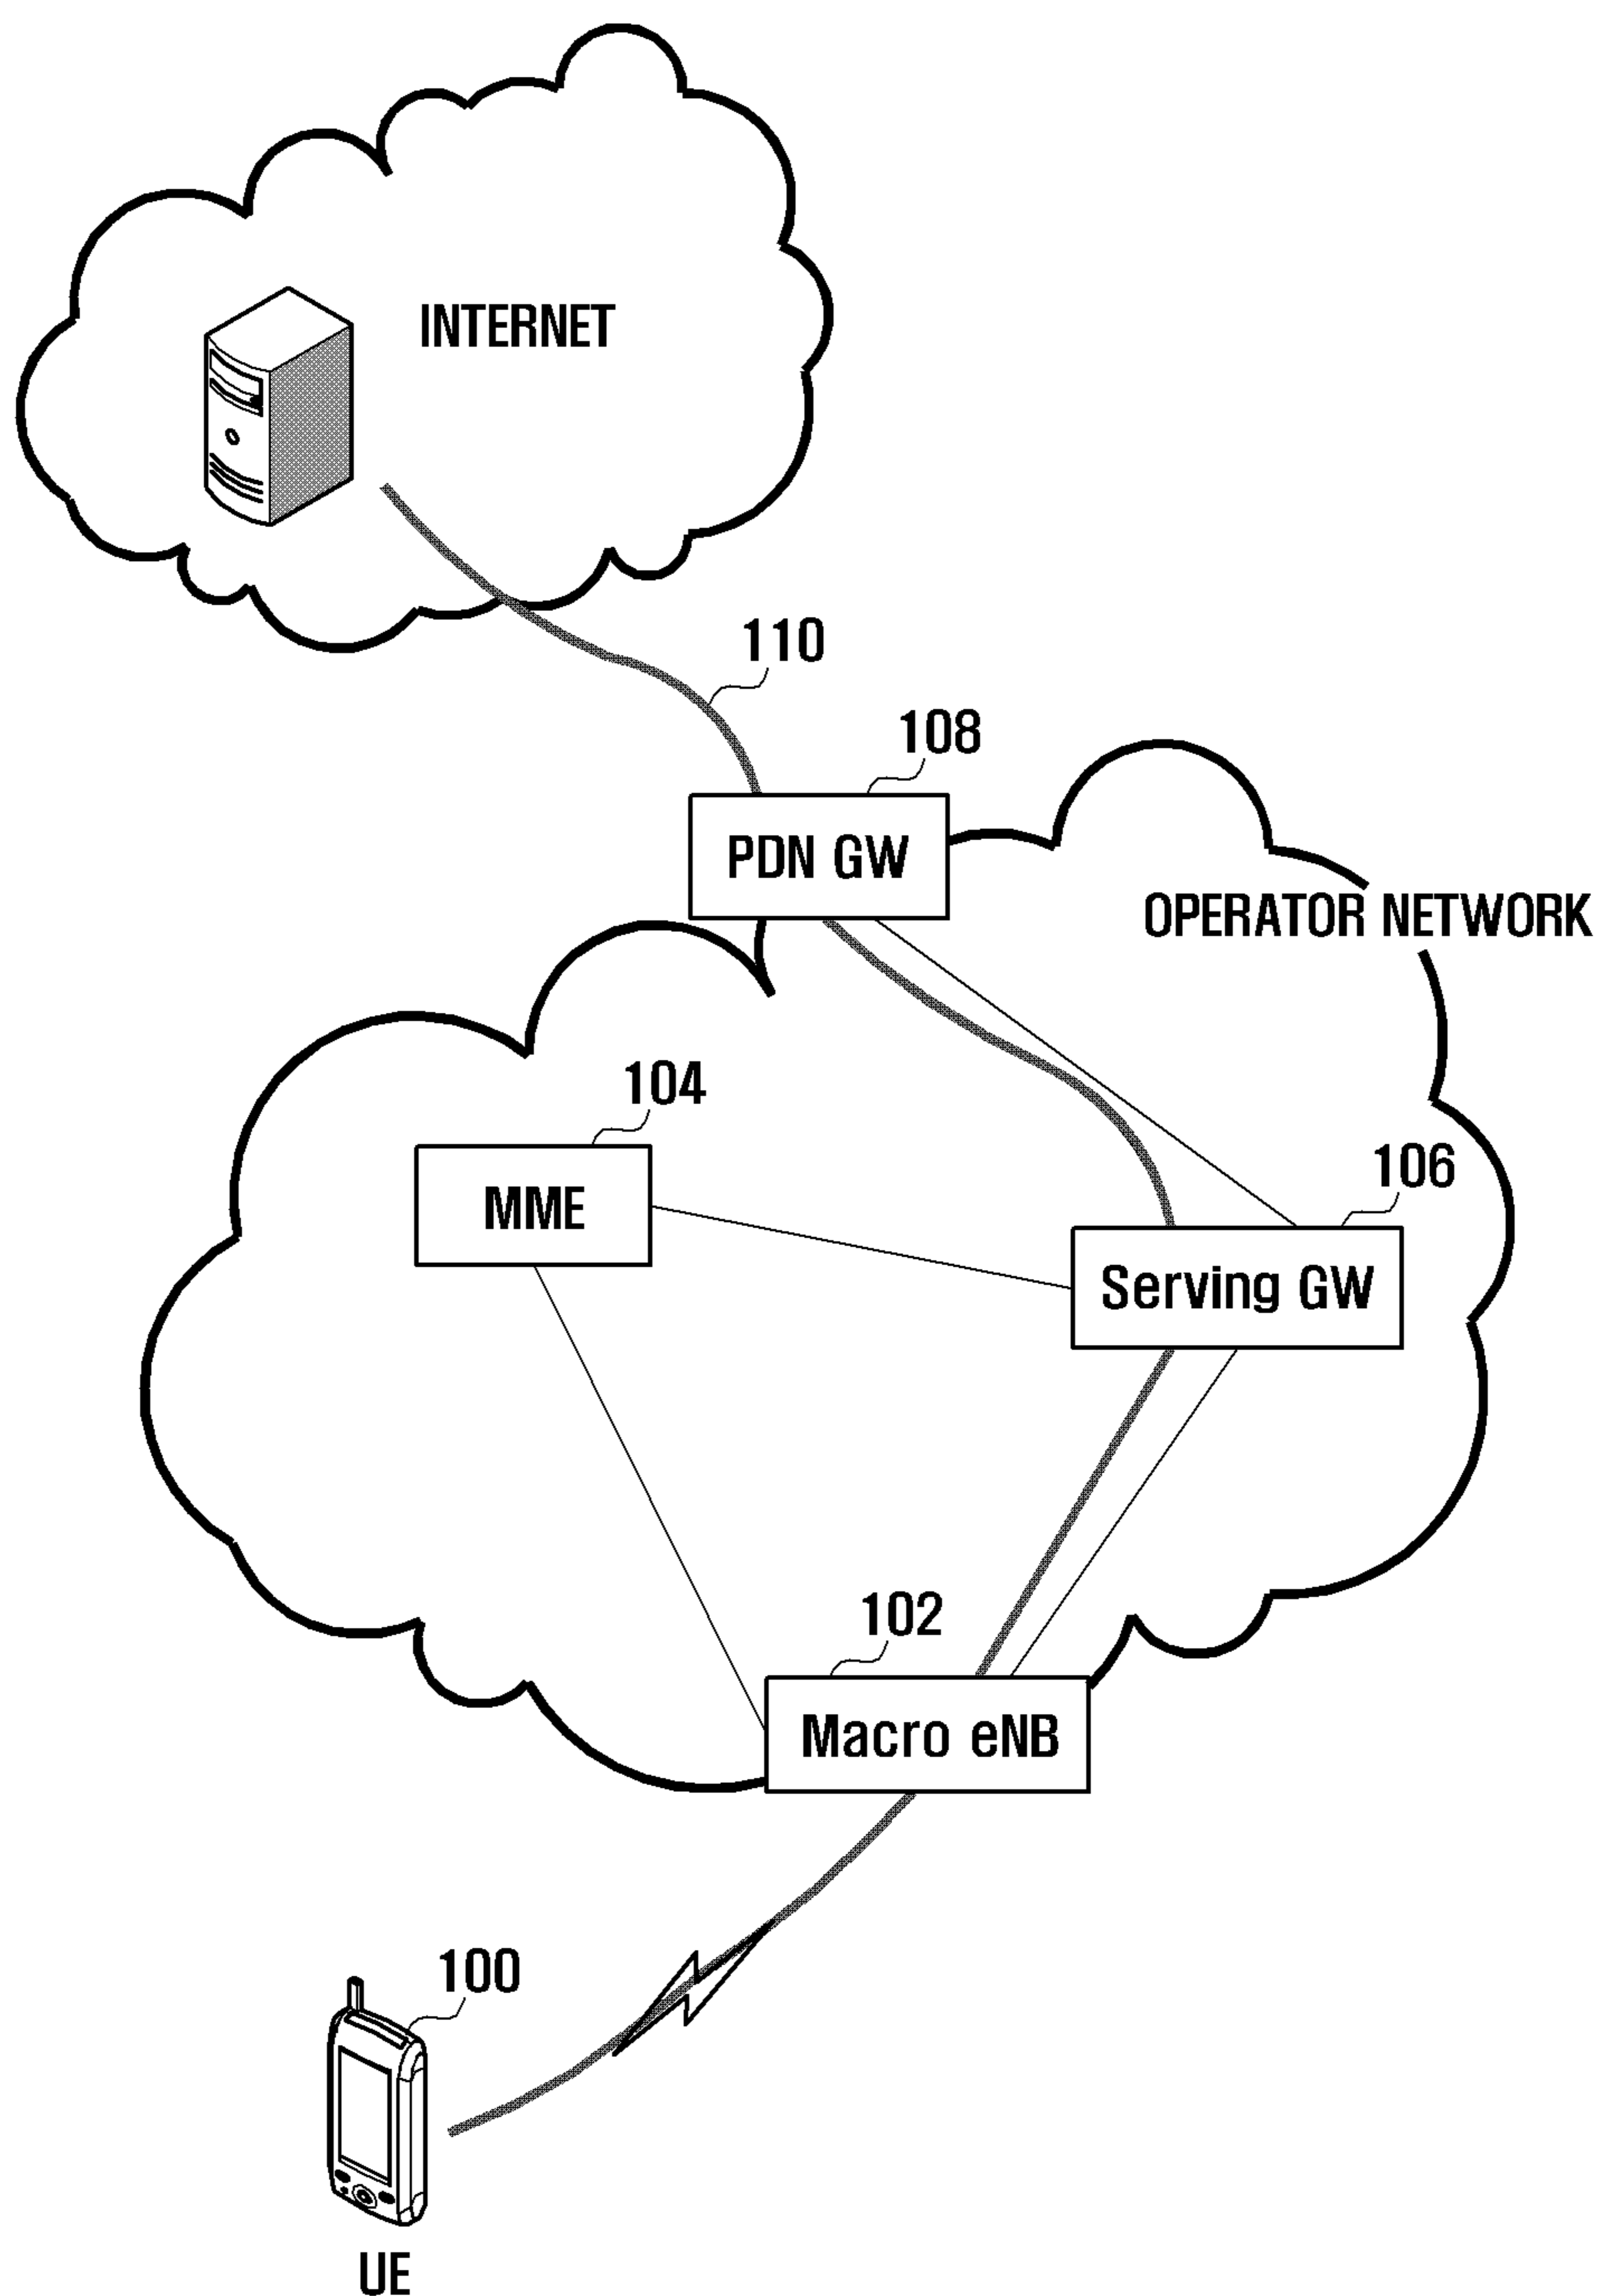 INTERNET
110
108
PDN GW
OPERATOR NETWORK
104
MME
106
Serving GW
102
Macro eNB
100
UE